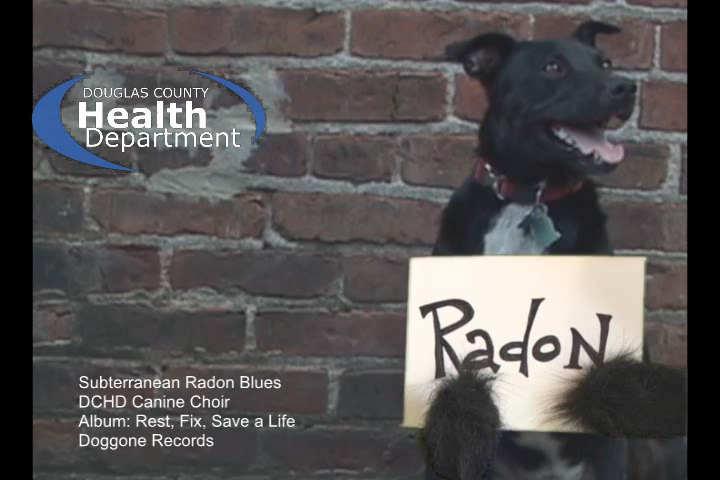 DOUGLAS COUNTY
Health
Department
Radon
Subterranean Radon Blues
DCHD Canine Choir
Album: Rest, Fix, Save a Life
Doggone Records